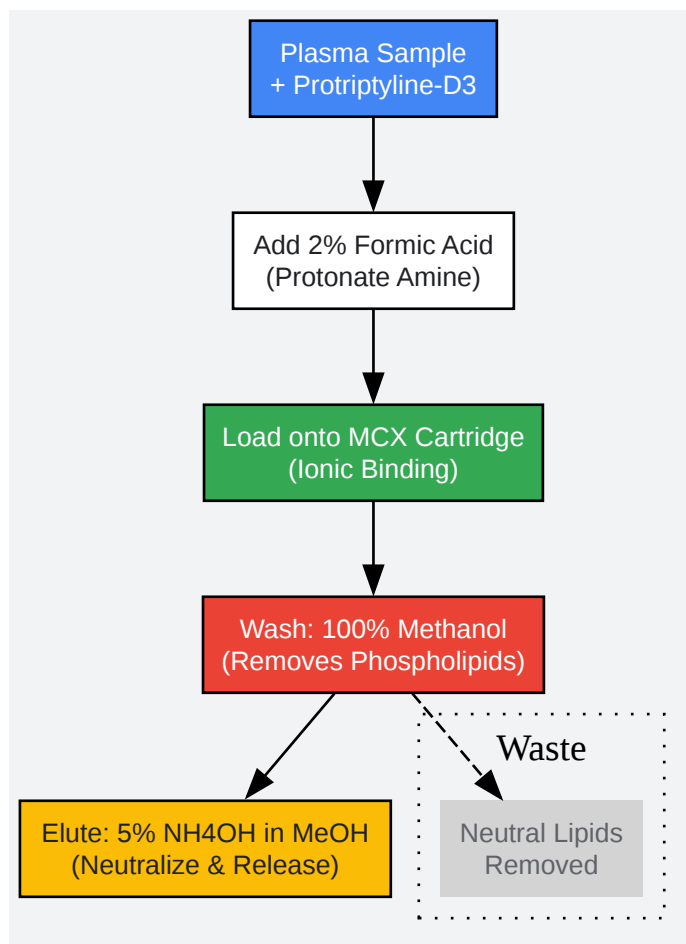 Plasma Sample
+ Protriptyline-D3
Add 2% Formic Acid
(Protonate Amine)
Load onto MCX Cartridge
(Ionic Binding)
Wash: 100% Methanol
(Removes Phospholipids)
Waste
Elute: 5% NH4OH in MeOH
(Neutralize & Release)
Neutral Lipids
Removed